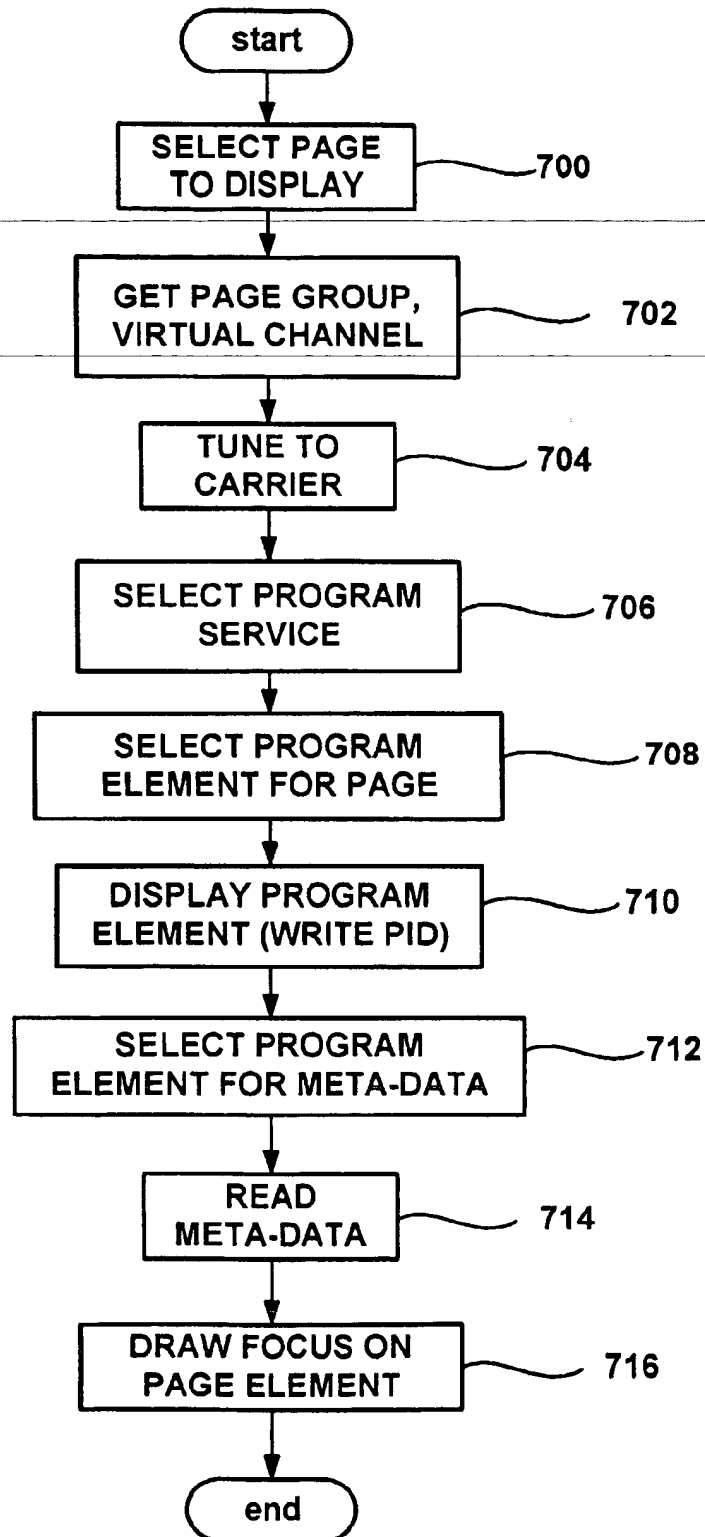 start
SELECT PAGE
TO DISPLAY
700
GET PAGE GROUP,
VIRTUAL CHANNEL
702
TUNE TO
CARRIER
704
SELECT PROGRAM
SERVICE
706
SELECT PROGRAM
ELEMENT FOR PAGE
708
DISPLAY PROGRAM
ELEMENT (WRITE PID)
710
SELECT PROGRAM
ELEMENT FOR META-DATA
712
READ
META-DATA
714
DRAW FOCUS ON
PAGE ELEMENT
716
end